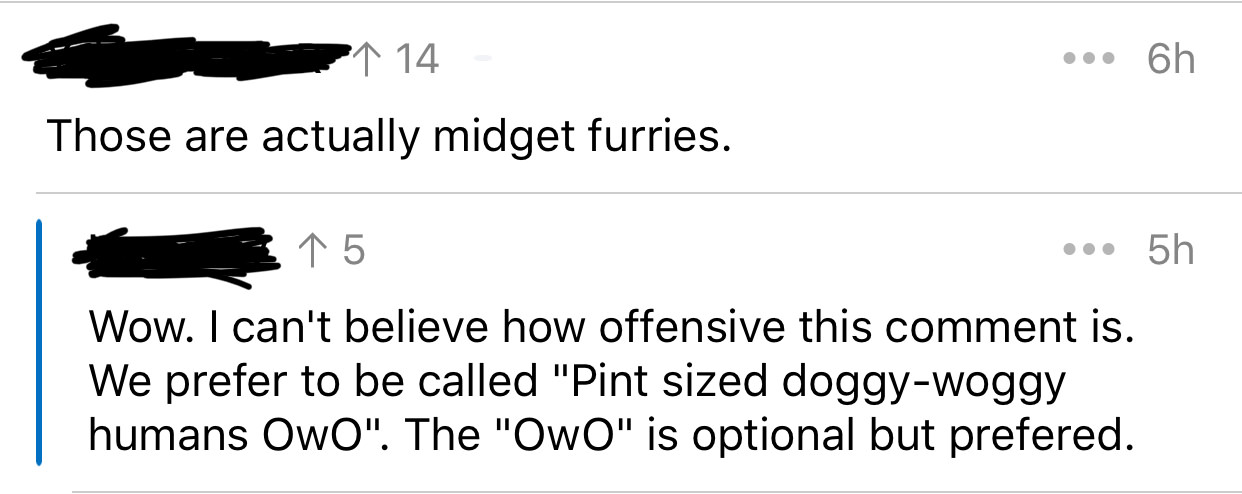 ↑ 14 ••• 6h
Those are actually midget furries.
↑ 5 ••• 5h
Wow. I can't believe how offensive this comment is.
We prefer to be called "Pint sized doggy-woggy
humans OwO". The "OwO" is optional but prefered.